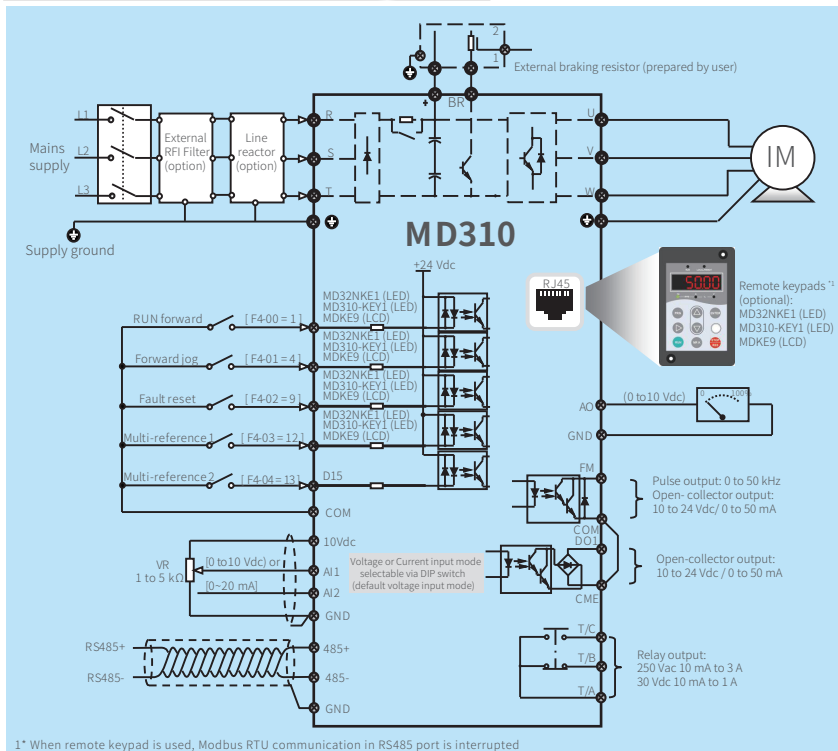 2
1
External braking resistor (prepared by user)
+
BR
L1
L2
L3
Mains
supply
External
RFI Filter
(option)
Line
reactor
(option)
R
S
T
U
V
W
IM
Supply ground
MD310
+24 Vdc
RJ45
50.00
Remote keypads *1
(optional):
MD32NKE1 (LED)
MD310-KEY1 (LED)
MDKE9 (LCD)
RUN forward
[ F4-00 = 1 ]
MD32NKE1 (LED)
MD310-KEY1 (LED)
MDKE9 (LCD)
Forward jog
[ F4-01 = 4 ]
MD32NKE1 (LED)
MD310-KEY1 (LED)
MDKE9 (LCD)
Fault reset
[ F4-02 = 9 ]
MD32NKE1 (LED)
MD310-KEY1 (LED)
MDKE9 (LCD)
Multi-reference 1
[ F4-03 = 12 ]
MD32NKE1 (LED)
MD310-KEY1 (LED)
MDKE9 (LCD)
Multi-reference 2
[ F4-04 = 13 ]
D15
COM
AO
(0 to10 Vdc)
0
100%
GND
FM
Pulse output: 0 to 50 kHz
Open- collector output:
10 to 24 Vdc/ 0 to 50 mA
COM
DO1
Open-collector output:
10 to 24 Vdc / 0 to 50 mA
CME
10Vdc
VR
1 to 5 kΩ
[0 to10 Vdc) or
AI1
[0~20 mA]
AI2
GND
Voltage or Current input mode
selectable via DIP switch
(default voltage input mode)
T/C
T/B
T/A
Relay output:
250 Vac 10 mA to 3 A
30 Vdc 10 mA to 1 A
RS485+
485+
RS485-
485-
GND
1* When remote keypad is used, Modbus RTU communication in RS485 port is interrupted